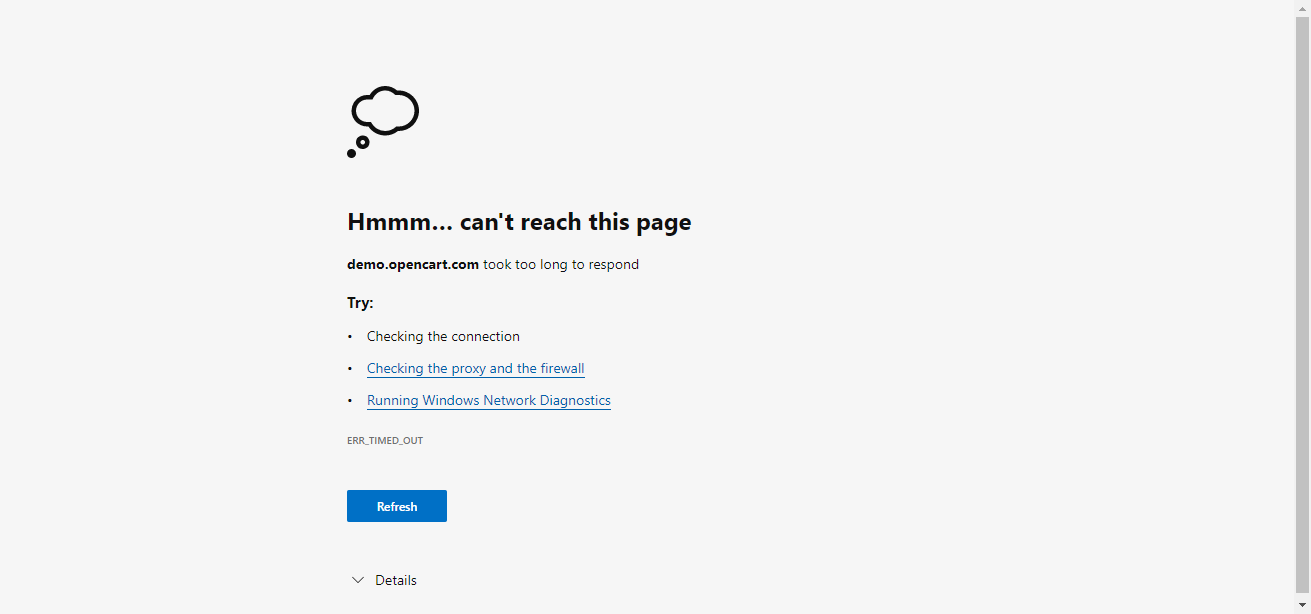 Hmmm... can't reach this page
demo.opencart.com took too long to respond
Try:
• Checking the connection
• Checking the proxy and the firewall
• Running Windows Network Diagnostics
ERR_TIMED_OUT
Refresh
Details